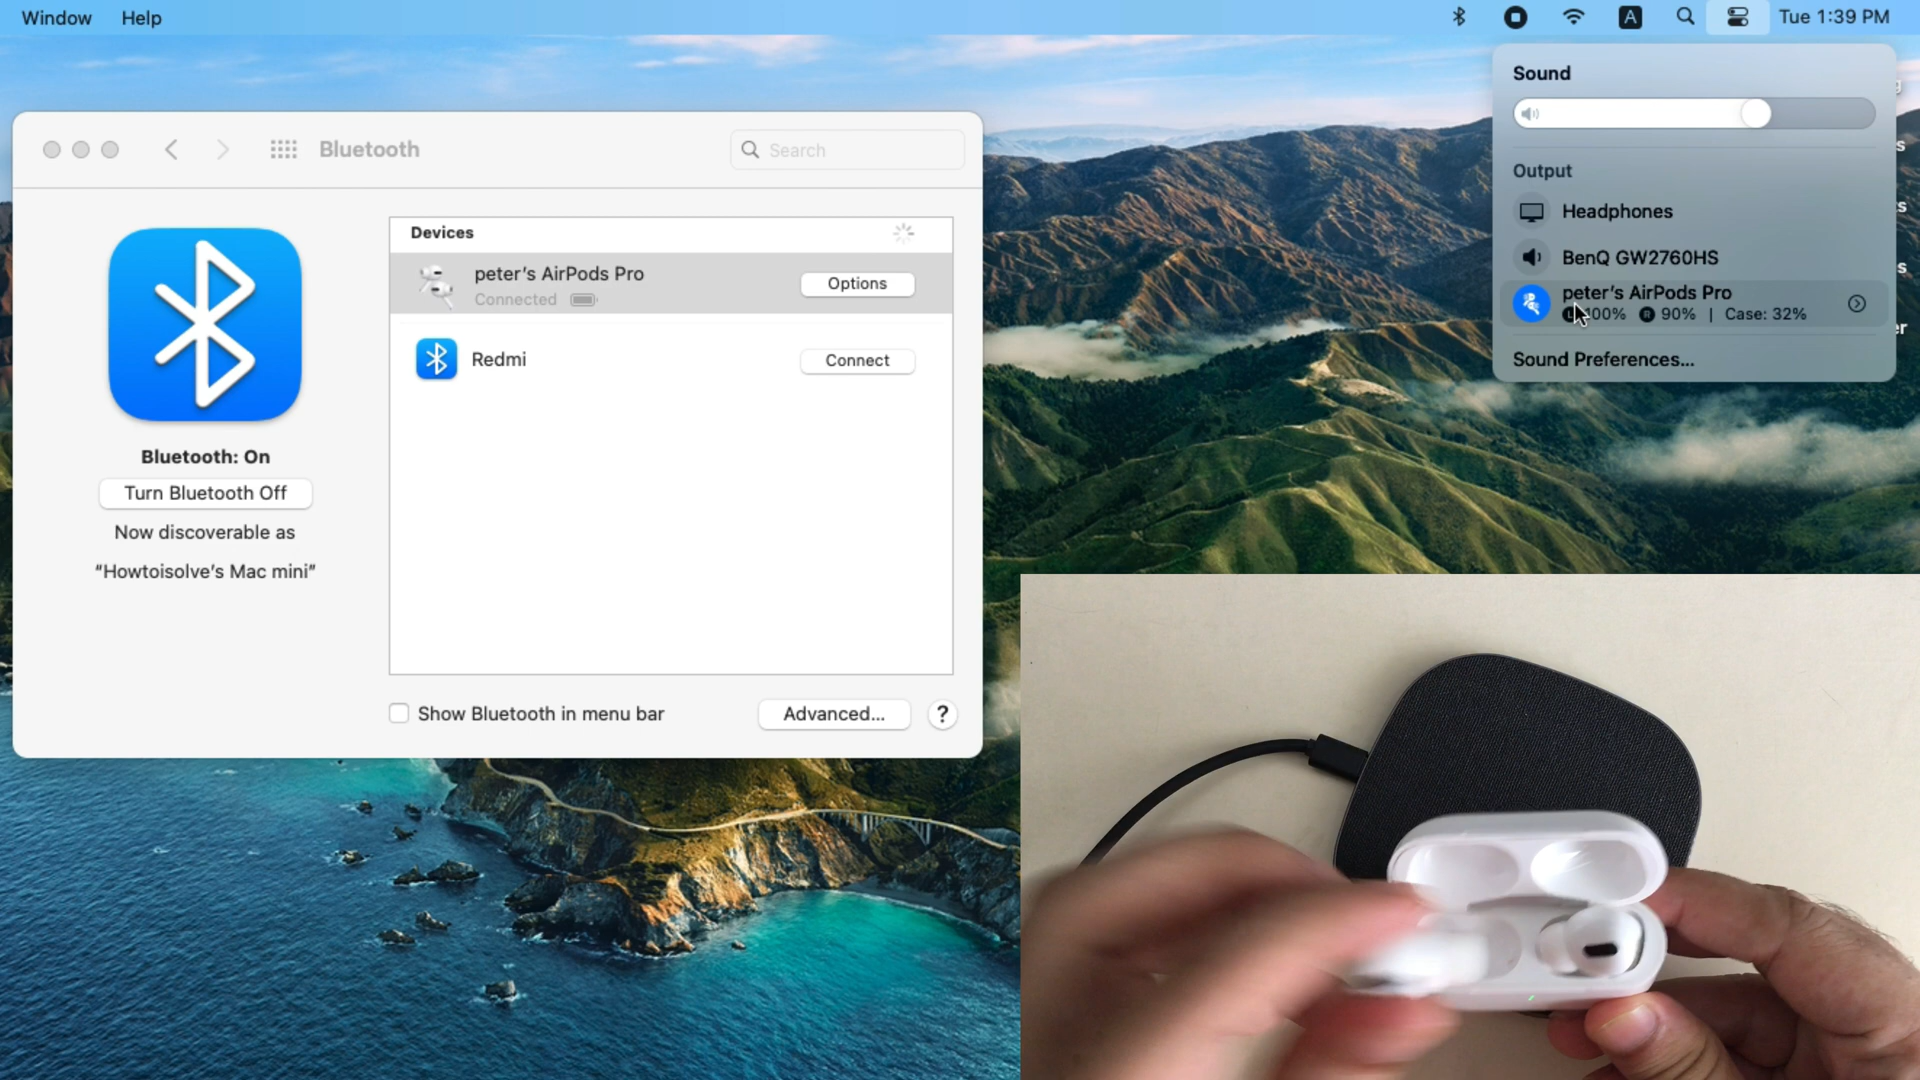 Window Help
A Tue 1:39 PM
Sound
Output
Headphones
BenQ GW2760HS
peter's AirPods Pro
R 90% | Case: 32%
Sound Preferences...
Bluetooth
Search
Devices
peter's AirPods Pro
Options
Connected
Redmi
Connect
Bluetooth: On
Turn Bluetooth Off
Now discoverable as
"Howtoisolve's Mac mini"
Show Bluetooth in menu bar
Advanced...
?